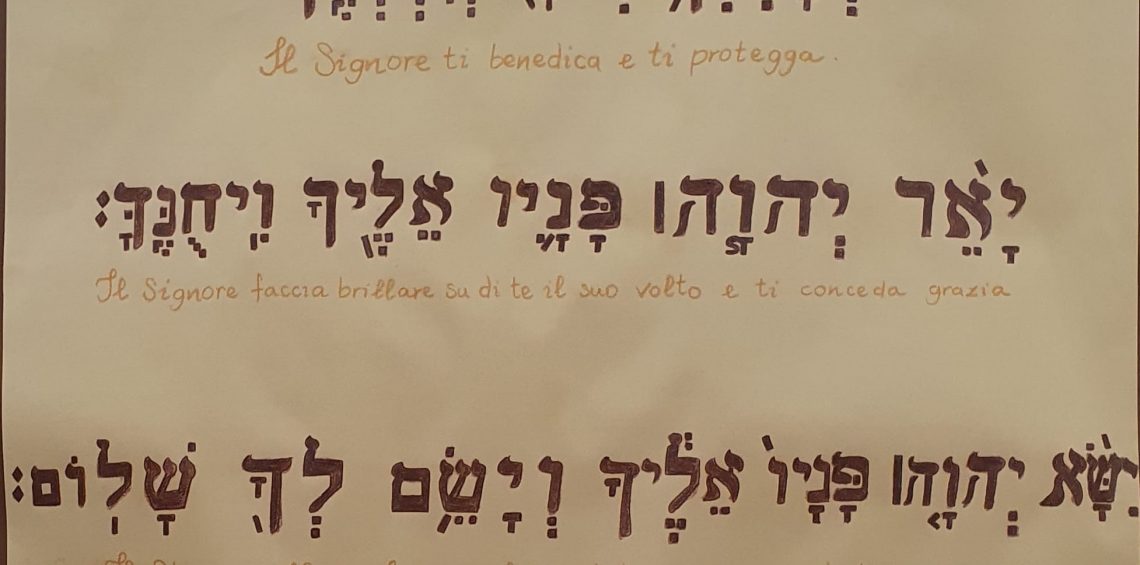 Il Signore ti benedica e ti protegga.
יָאֵ֨ר יְהוָ֧ה׀ פָּנָ֛יו אֵלֶ֖יךָ וִֽיחֻנֶּֽךָּ׃
Il Signore faccia brillare su di te il suo volto e ti conceda grazia
יִשָּׂ֨א יְהוָ֤ה׀ פָּנָיו֙ אֵלֶ֔יךָ וְיָשֵׂ֥ם לְךָ֖ שָׁלֽוֹם׃